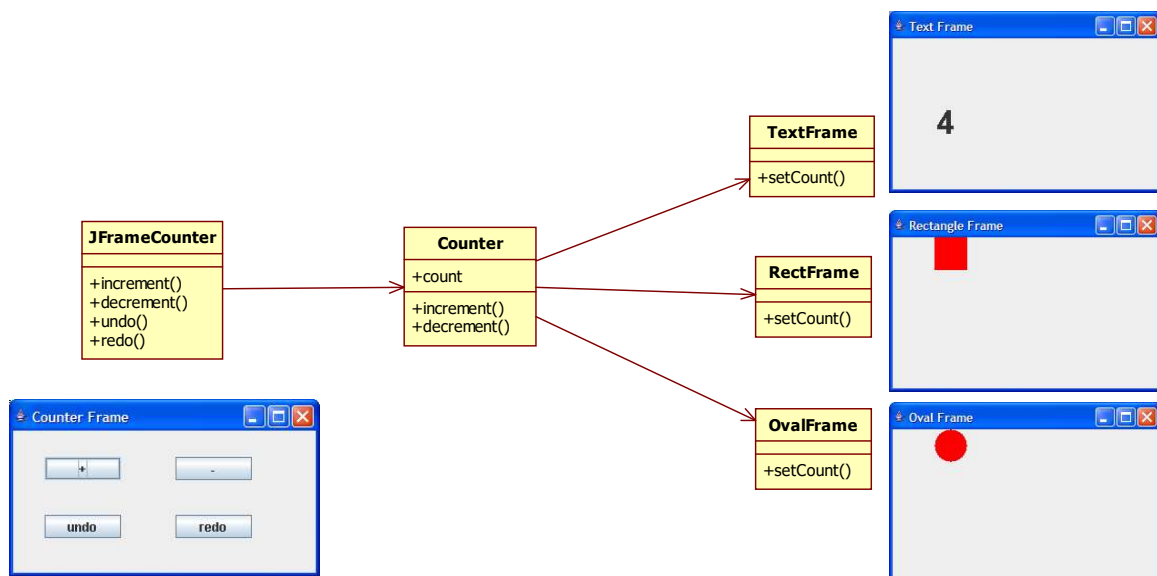 Text Frame
4
TextFrame
+setCount()
Rectangle Frame
JFrameCounter
+increment()
+decrement()
+undo()
+redo()
Counter
+count
+increment()
+decrement()
RectFrame
+setCount()
Counter Frame
+
-
undo
redo
Oval Frame
OvalFrame
+setCount()